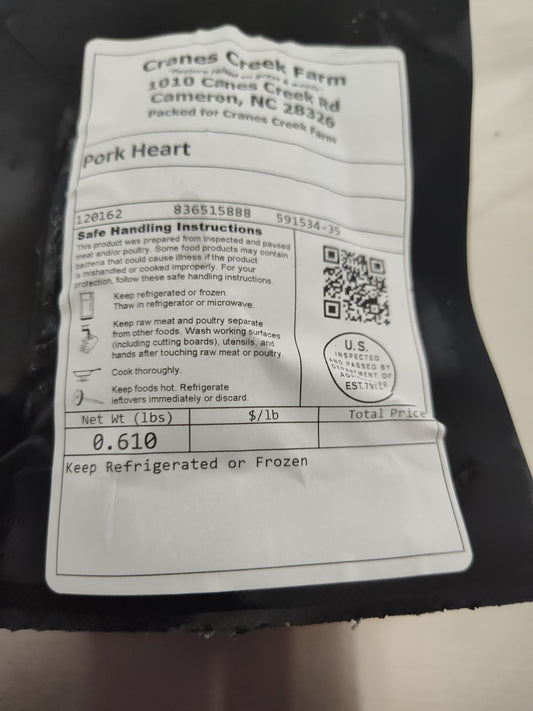 Cranes Creek Farm
"Pasture raised on grass & woods"
1010 Canes Creek Rd
Cameron, NC 28326
Packed for Cranes Creek Farm
Pork Heart
120162 836515888 591534-35
Safe Handling Instructions
This product was prepared from inspected and passed
meat and/or poultry. Some food products may contain
bacteria that could cause illness if the product
is mishandled or cooked improperly. For your
protection, follow these safe handling instructions.
Keep refrigerated or frozen.
Thaw in refrigerator or microwave.
Keep raw meat and poultry separate
from other foods. Wash working surfaces
(including cutting boards), utensils, and
hands after touching raw meat or poultry.
Cook thoroughly.
Keep foods hot. Refrigerate
leftovers immediately or discard.
U.S.
INSPECTED
AND PASSED BY
DEPARTMENT OF
EST.
Net Wt (lbs) $/lb Total Price
0.610
Keep Refrigerated or Frozen